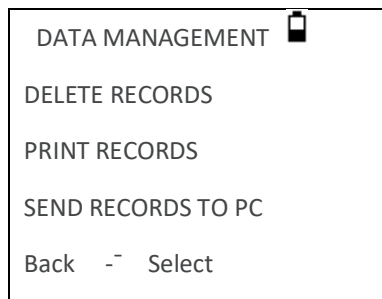 DATA MANAGEMENT
DELETE RECORDS
PRINT RECORDS
SEND RECORDS TO PC
Back -¯ Select